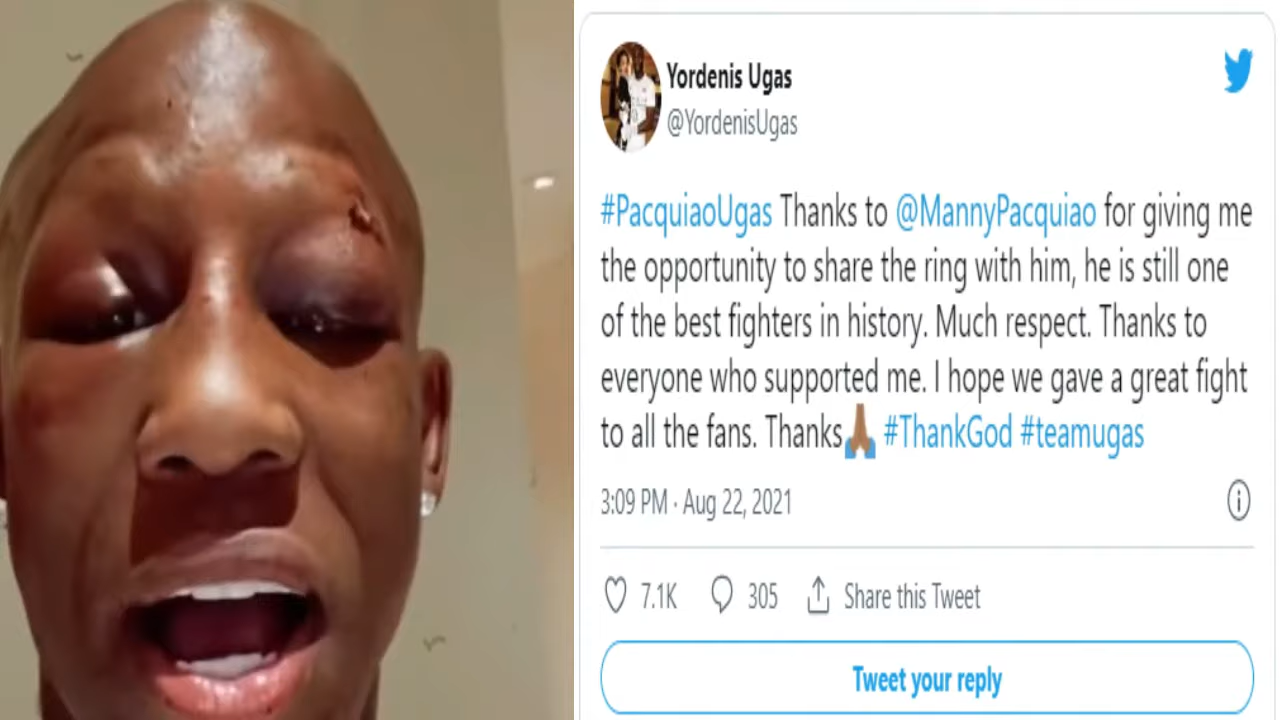 Yordenis Ugas
@YordenisUgas
#PacquiaoUgas Thanks to @MannyPacquiao for giving me
the opportunity to share the ring with him, he is still one
of the best fighters in history. Much respect. Thanks to
everyone who supported me. I hope we gave a great fight
to all the fans. Thanks🙏🏾 #ThankGod #teamugas
3:09 PM · Aug 22, 2021
7.1K 305 Share this Tweet
Tweet your reply